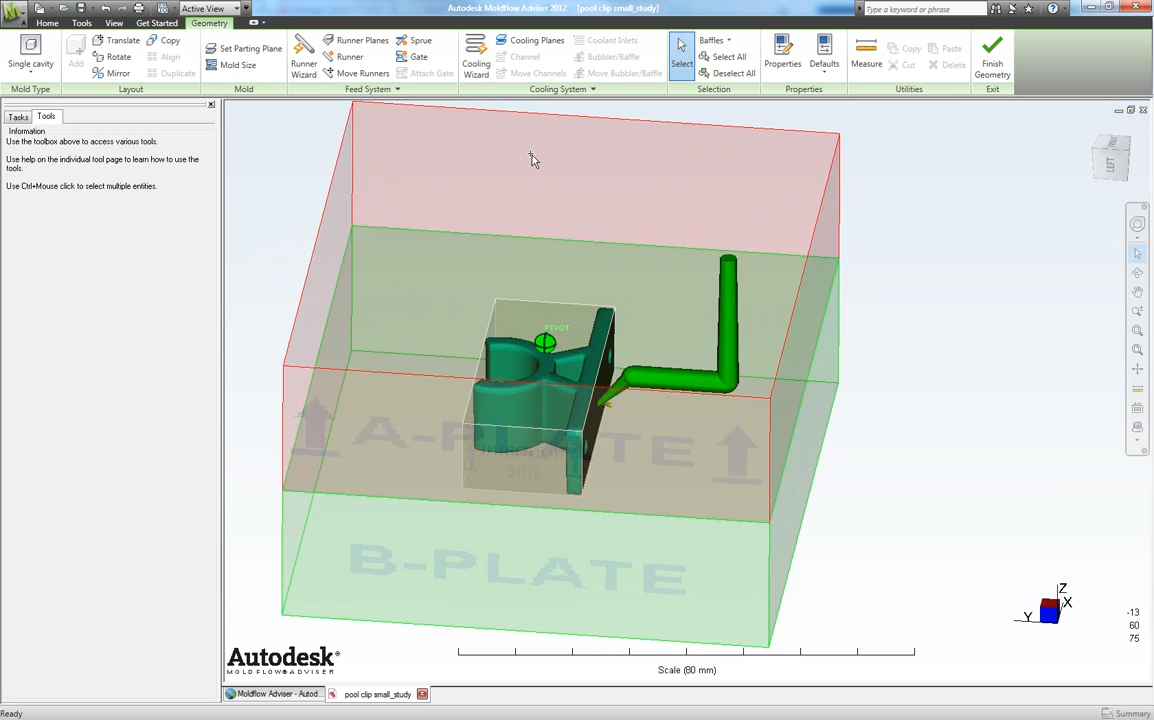 Active View
Autodesk Moldflow Adviser 2012   [pool clip small_study]
Type a keyword or phrase
Home Tools View Get Started Geometry
Single cavity
Mold Type
Add Translate Copy
Rotate Align
Mirror Duplicate
Layout
Set Parting Plane
Mold Size
Mold
Runner Wizard
Runner Planes Sprue
Runner Gate
Move Runners Attach Gate
Feed System
Cooling Wizard
Cooling Planes Coolant Inlets
Channel Bubbler/Baffle
Move Channels Move Bubbler/Baffle
Cooling System
Select
Baffles
Select All
Deselect All
Selection
Properties Defaults
Properties
Measure Copy Paste
Cut Delete
Utilities
Finish Geometry
Exit
Tasks Tools
Information
Use the toolbox above to access various tools.
Use help on the individual tool page to learn how to use the
tools.
Use Ctrl+Mouse click to select multiple entities.
LEFT
PIVOT
A-PLATE
SIDE
B-PLATE
Z
X
Y
-13
60
75
Autodesk®
MOLDFLOW®ADVISER
Scale (80 mm)
Moldflow Adviser - Autod...
pool clip small_study
Ready
Summary